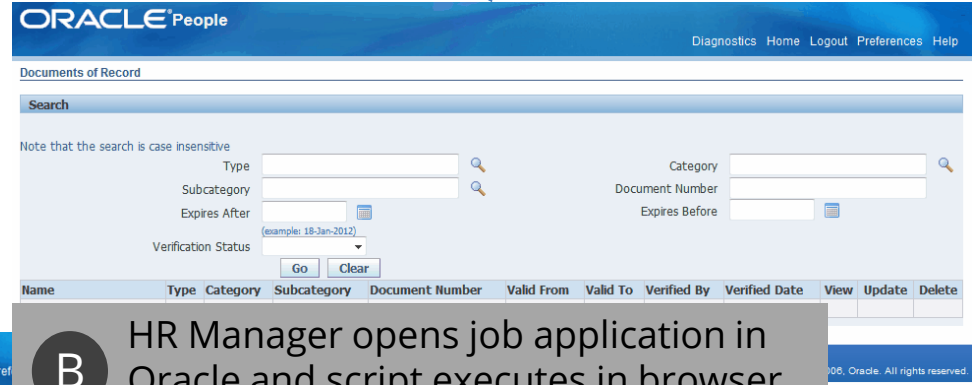 ORACLE People
Diagnostics Home Logout Preferences Help
Documents of Record
Search
Note that the search is case insensitive
Type
Category
Subcategory
Document Number
Expires After
Expires Before
(example: 18-Jan-2012)
Verification Status
Go Clear
Name Type Category Subcategory Document Number Valid From Valid To Verified By Verified Date View Update Delete
B
HR Manager opens job application in
Oracle and script executes in browser
Oracle. All rights reserved.